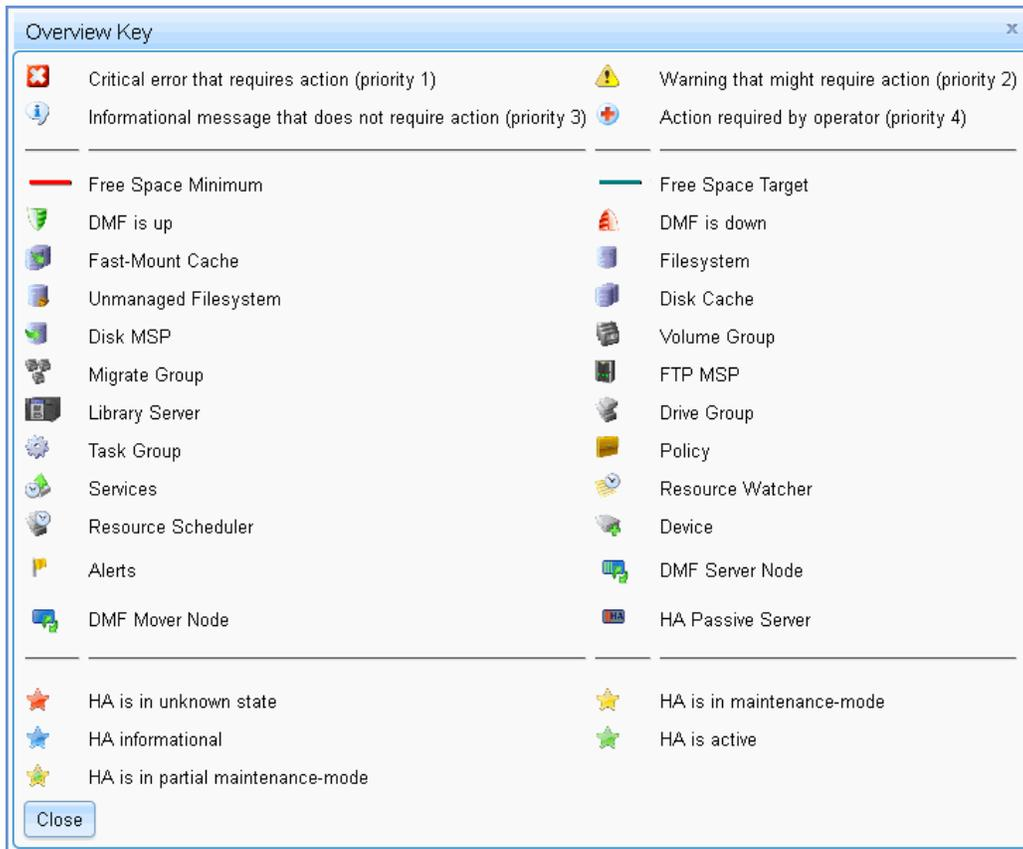 Overview Key x
Critical error that requires action (priority 1) Warning that might require action (priority 2)
Informational message that does not require action (priority 3) Action required by operator (priority 4)
Free Space Minimum Free Space Target
DMF is up DMF is down
Fast-Mount Cache Filesystem
Unmanaged Filesystem Disk Cache
Disk MSP Volume Group
Migrate Group FTP MSP
Library Server Drive Group
Task Group Policy
Services Resource Watcher
Resource Scheduler Device
Alerts DMF Server Node
DMF Mover Node HA HA Passive Server
HA is in unknown state HA is in maintenance-mode
HA informational HA is active
HA is in partial maintenance-mode
Close